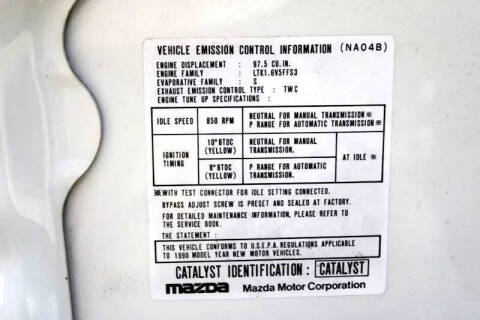 VEHICLE EMISSION CONTROL INFORMATION (NA04B)
ENGINE DISPLACEMENT : 97.5 CU.IN.
ENGINE FAMILY : LTK1.6V5FFS3
EVAPORATIVE FAMILY : S
EXHAUST EMISSION CONTROL TYPE : TWC
ENGINE TUNE UP SPECIFICATIONS :
IDLE SPEED 850 RPM NEUTRAL FOR MANUAL TRANSMISSION※
P RANGE FOR AUTOMATIC TRANSMISSION※
IGNITION TIMING 10°BTDC (YELLOW) NEUTRAL FOR MANUAL TRANSMISSION. AT IDLE ※
8°BTDC (YELLOW) P RANGE FOR AUTOMATIC TRANSMISSION.
※WITH TEST CONNECTOR FOR IDLE SETTING CONNECTED.
BYPASS ADJUST SCREW IS PRESET AND SEALED AT FACTORY.
FOR DETAILED MAINTENANCE INFORMATION, PLEASE REFER TO
THE SERVICE BOOK.
THE STATEMENT :
THIS VEHICLE CONFORMS TO U.S.E.P.A. REGULATIONS APPLICABLE
TO 1990 MODEL YEAR NEW MOTOR VEHICLES.
CATALYST IDENTIFICATION : CATALYST
mazda Mazda Motor Corporation